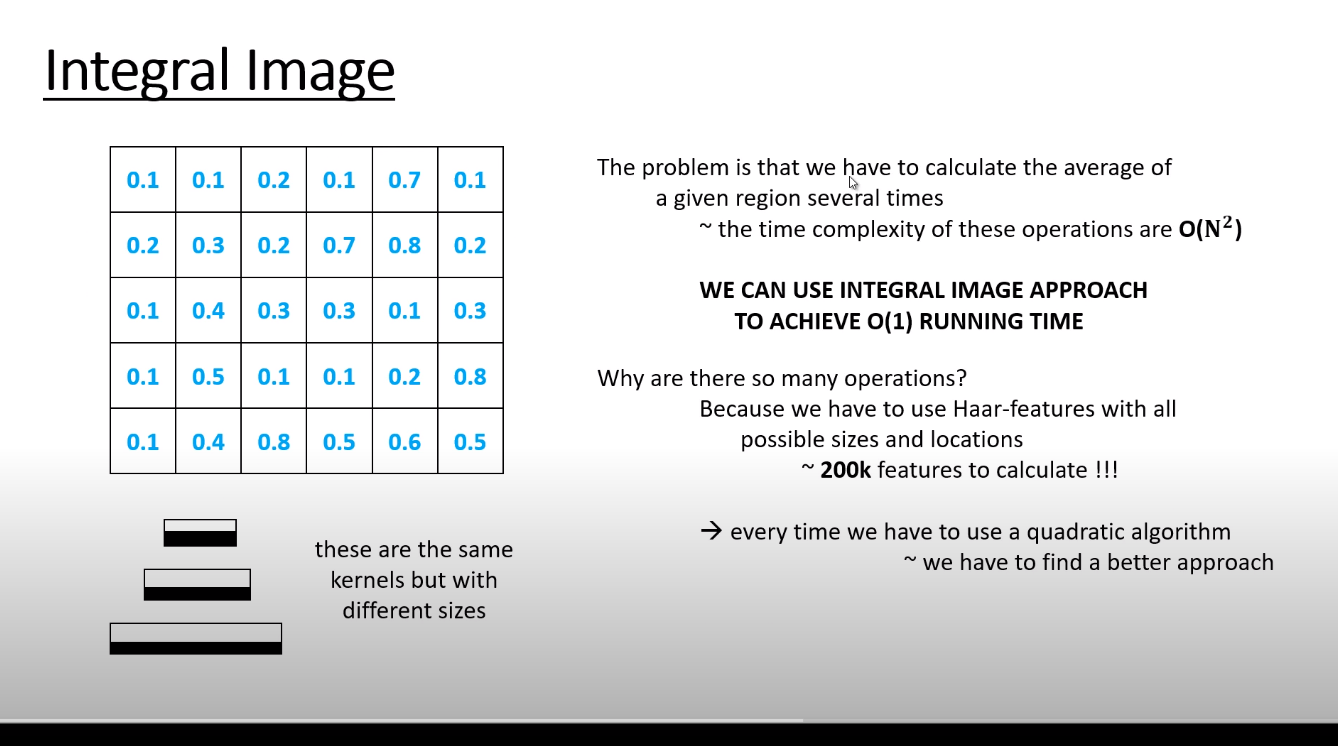 Integral Image
0.1 0.1 0.2 0.1 0.7 0.1
0.2 0.3 0.2 0.7 0.8 0.2
0.1 0.4 0.3 0.3 0.1 0.3
0.1 0.5 0.1 0.1 0.2 0.8
0.1 0.4 0.8 0.5 0.6 0.5
these are the same
kernels but with
different sizes
The problem is that we have to calculate the average of
a given region several times
~ the time complexity of these operations are O(N²)
WE CAN USE INTEGRAL IMAGE APPROACH
TO ACHIEVE O(1) RUNNING TIME
Why are there so many operations?
Because we have to use Haar-features with all
possible sizes and locations
~ 200k features to calculate !!!
→ every time we have to use a quadratic algorithm
~ we have to find a better approach